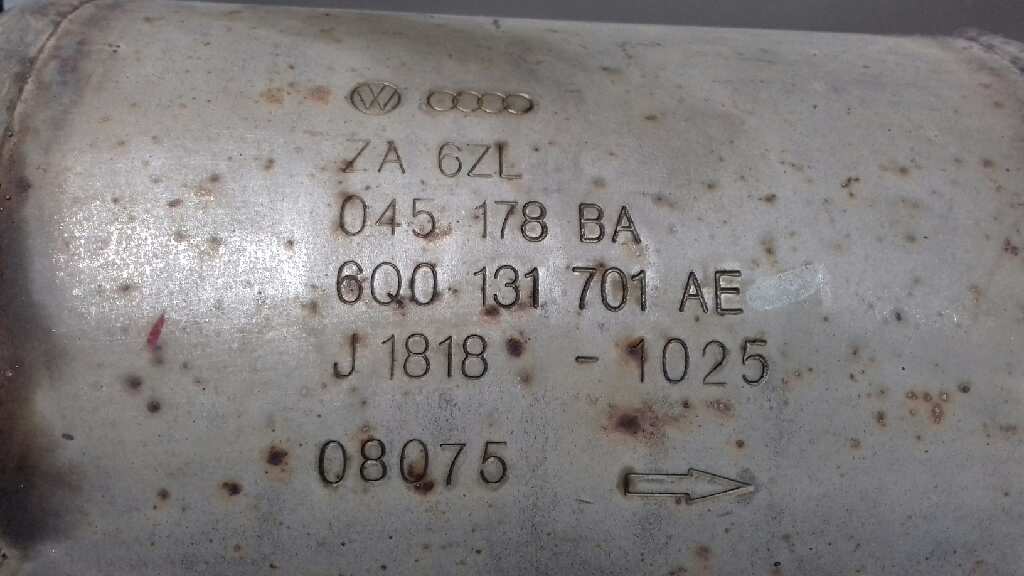 ZA 6ZL
045 178 BA
6Q0 131 701 AE
J 1818 - 1025
08075